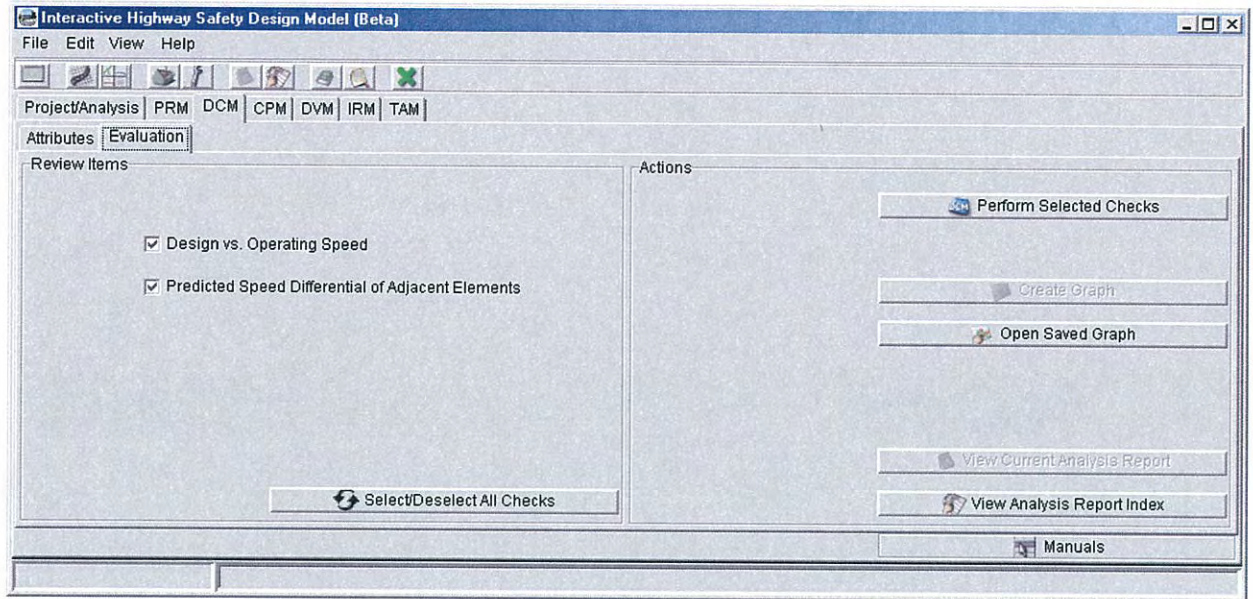 Interactive Highway Safety Design Model (Beta)
File Edit View Help
Project/Analysis PRM DCM CPM DVM IRM TAM
Attributes Evaluation
Review Items
Design vs. Operating Speed
Predicted Speed Differential of Adjacent Elements
Select/Deselect All Checks
Actions
Perform Selected Checks
Create Graph
Open Saved Graph
View Current Analysis Report
View Analysis Report Index
Manuals